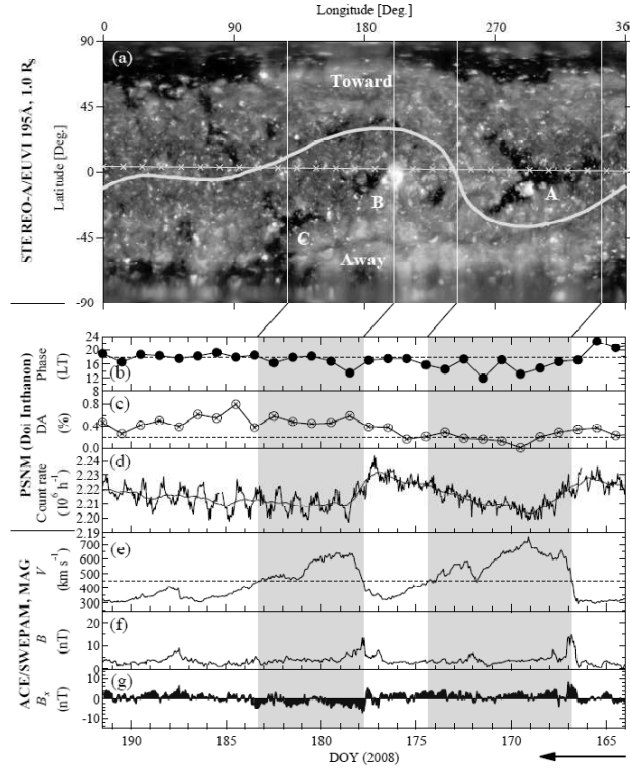 Longitude [Deg.]
0 90 180 270 36
STEREO-A/EUVI 195Å, 1.0 Rs
Latitude [Deg.]
90
45
0
-45
-90
(a)
Toward
A
B
C
Away
PSNM (Doi Inthanon)
Phase
(LT)
24
20
16
12
(b)
DA
(%)
0.8
0.4
0.0
(c)
Count rate
(10⁶ h⁻¹)
2.24
2.23
2.22
2.21
2.20
2.19
(d)
ACE/SWEPAM, MAG
V
(km s⁻¹)
700
600
500
400
300
(e)
B
(nT)
20
10
0
(f)
Bx
(nT)
10
0
-10
(g)
190 185 180 175 170 165
DOY (2008)